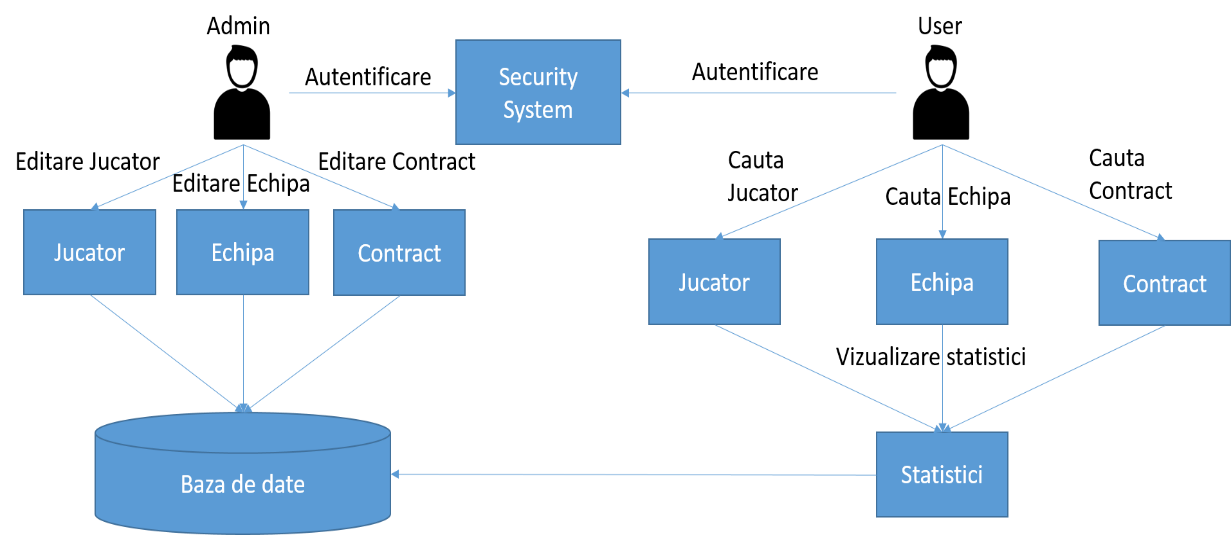 Admin
User
Autentificare
Security
System
Autentificare
Editare Jucator
Editare Echipa
Editare Contract
Cauta
Jucator
Cauta Echipa
Cauta
Contract
Jucator
Echipa
Contract
Jucator
Echipa
Contract
Vizualizare statistici
Baza de date
Statistici